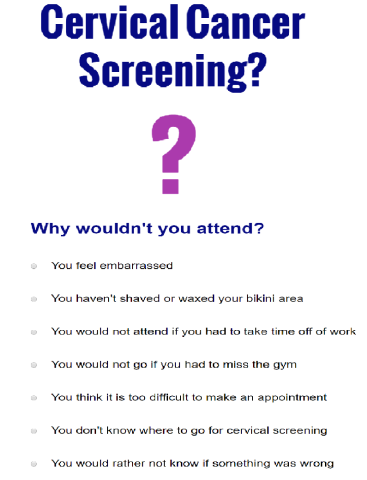 Cervical Cancer
Screening?
?
Why wouldn't you attend?
You feel embarrassed
You haven't shaved or waxed your bikini area
You would not attend if you had to take time off of work
You would not go if you had to miss the gym
You think it is too difficult to make an appointment
You don't know where to go for cervical screening
You would rather not know if something was wrong